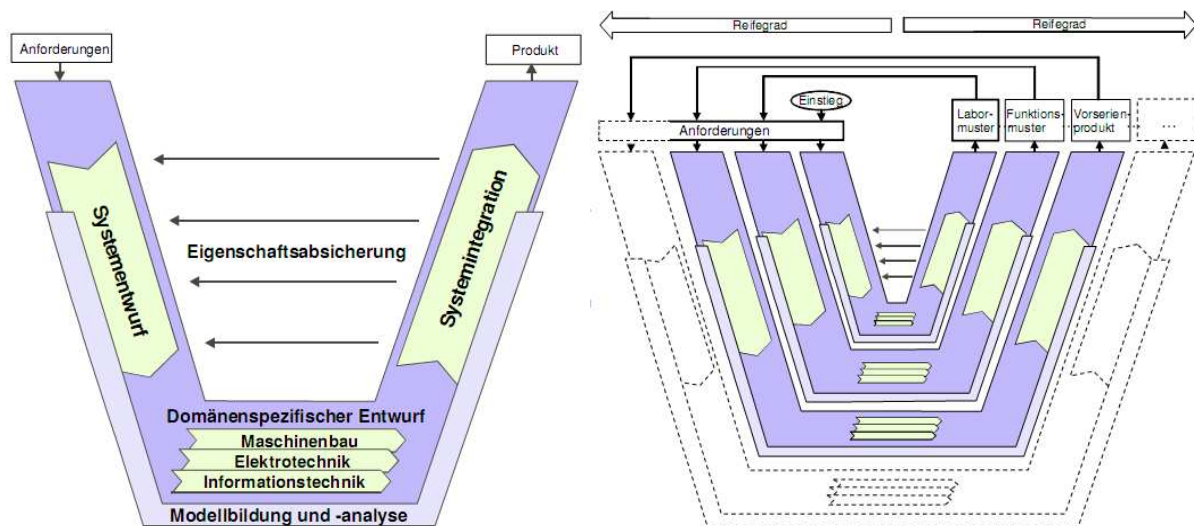 Anforderungen
Produkt
Systementwurf
Eigenschaftsabsicherung
Systemintegration
Domänenspezifischer Entwurf
Maschinenbau
Elektrotechnik
Informationstechnik
Modellbildung und -analyse
Reifegrad
Reifegrad
Einstieg
Anforderungen
Labor-
muster
Funktions-
muster
Vorserien-
produkt
...